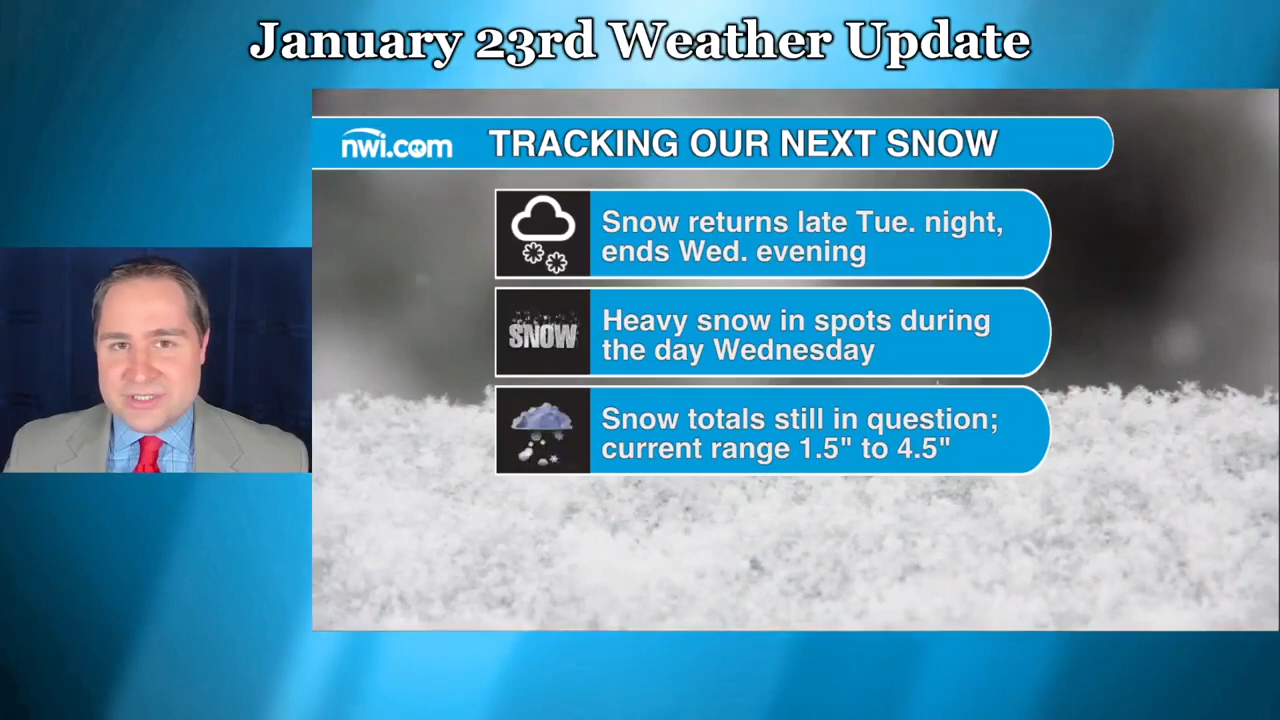 January 23rd Weather Update
nwi.com TRACKING OUR NEXT SNOW
Snow returns late Tue. night,
ends Wed. evening
SNOW
Heavy snow in spots during
the day Wednesday
Snow totals still in question;
current range 1.5" to 4.5"